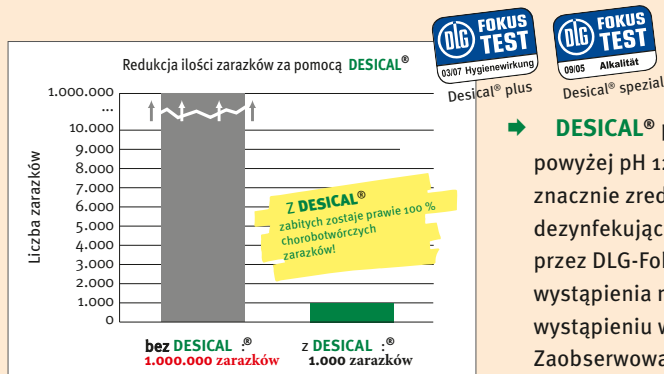 DLG FOKUS TEST
03/07 Hygienewirkung
Desical® plus
DLG FOKUS TEST
09/05 Alkalität
Desical® spezial
Redukcja ilości zarazków za pomocą DESICAL®
Liczba zarazków
1.000.000
...
10.000
9.000
8.000
7.000
6.000
5.000
4.000
3.000
2.000
1.000
0
Z DESICAL®
zabitych zostaje prawie 100 %
chorobotwórczych
zarazków!
bez DESICAL :®
1.000.000 zarazków
z DESICAL :®
1.000 zarazków
➡ DESICAL® p
powyżej pH 12
znacznie zred
dezynfekując
przez DLG-Fo
wystąpienia
wystąpieniu
Zaobserwowa